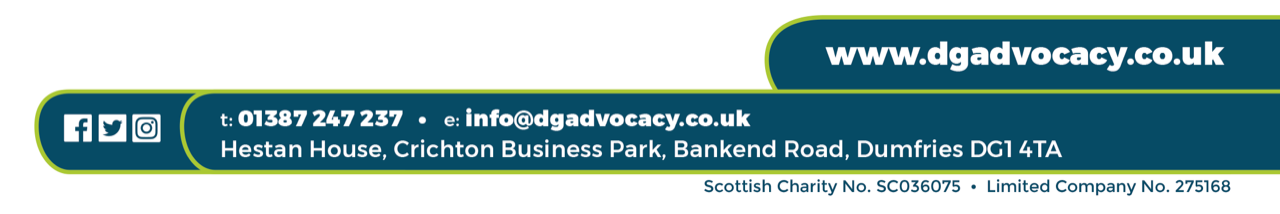 www.dgadvocacy.co.uk
t: 01387 247 237 • e: info@dgadvocacy.co.uk
Hestan House, Crichton Business Park, Bankend Road, Dumfries DG1 4TA
Scottish Charity No. SC036075 • Limited Company No. 275168